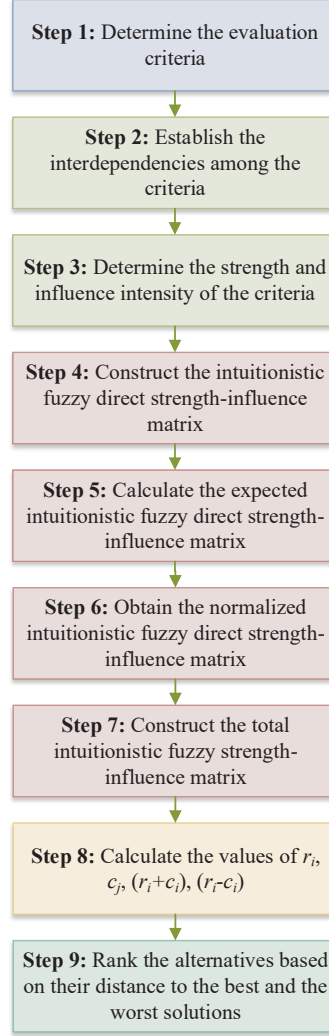 Step 1: Determine the evaluation
criteria
Step 2: Establish the
interdependencies among the
criteria
Step 3: Determine the strength and
influence intensity of the criteria
Step 4: Construct the intuitionistic
fuzzy direct strength-influence
matrix
Step 5: Calculate the expected
intuitionistic fuzzy direct strength-
influence matrix
Step 6: Obtain the normalized
intuitionistic fuzzy direct strength-
influence matrix
Step 7: Construct the total
intuitionistic fuzzy strength-
influence matrix
Step 8: Calculate the values of rᵢ,
cⱼ, (rᵢ+cᵢ), (rᵢ-cᵢ)
Step 9: Rank the alternatives based
on their distance to the best and the
worst solutions